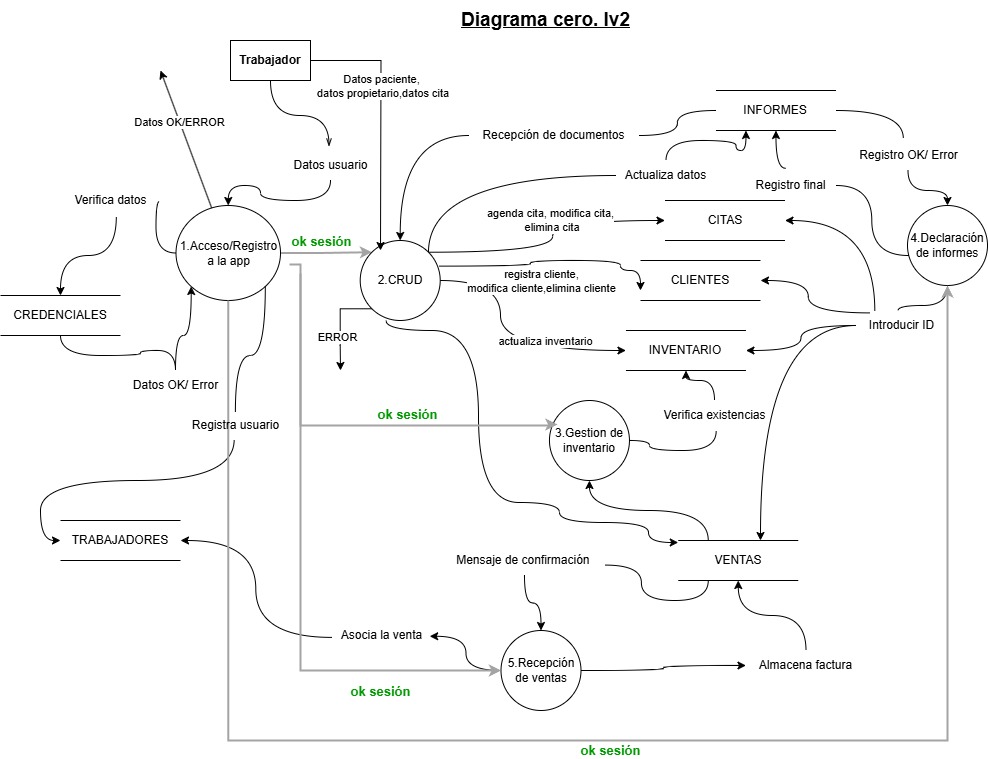 Diagrama cero. lv2
Trabajador
Datos paciente,
datos propietario,datos cita
Datos OK/ERROR
Datos usuario
Verifica datos
1.Acceso/Registro
a la app
ok sesión
CREDENCIALES
Datos OK/ Error
Registra usuario
TRABAJADORES
2.CRUD
ERROR
Recepción de documentos
INFORMES
Actualiza datos
Registro final
Registro OK/ Error
agenda cita, modifica cita,
elimina cita
CITAS
4.Declaración
de informes
registra cliente,
modifica cliente,elimina cliente
CLIENTES
Introducir ID
actualiza inventario
INVENTARIO
ok sesión
3.Gestion de
inventario
Verifica existencias
VENTAS
Mensaje de confirmación
Asocia la venta
5.Recepción
de ventas
Almacena factura
ok sesión
ok sesión